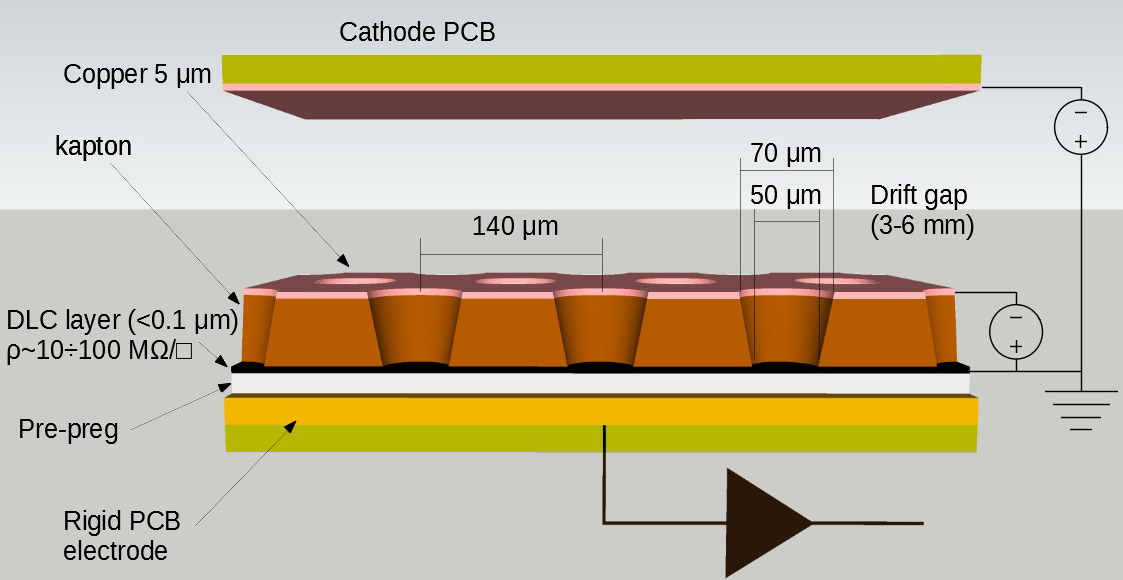 Cathode PCB
Copper 5 μm
kapton
70 μm
50 μm
Drift gap
(3-6 mm)
140 μm
DLC layer (<0.1 μm)
ρ~10÷100 MΩ/□
Pre-preg
Rigid PCB
electrode
−
+
−
+